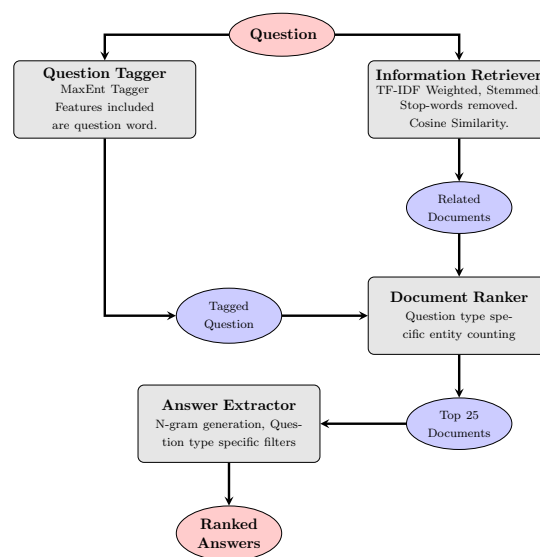 Question
Question Tagger
MaxEnt Tagger
Features included
are question word.
Information Retriever
TF-IDF Weighted, Stemmed.
Stop-words removed.
Cosine Similarity.
Related
Documents
Tagged
Question
Document Ranker
Question type spe-
cific entity counting
Answer Extractor
N-gram generation, Ques-
tion type specific filters
Top 25
Documents
Ranked
Answers